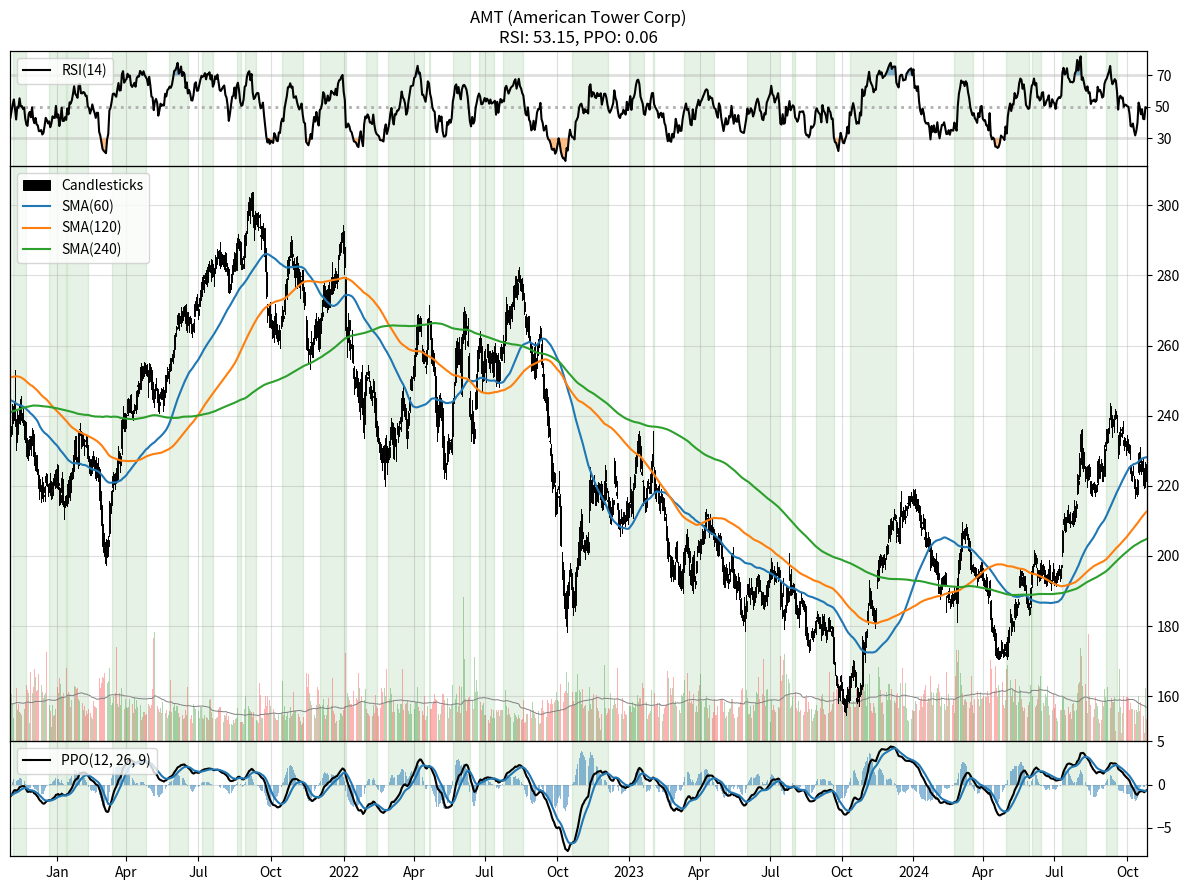 AMT (American Tower Corp)
RSI: 53.15, PPO: 0.06
RSI(14)
70
50
30
Candlesticks
SMA(60)
SMA(120)
SMA(240)
300
280
260
240
220
200
180
160
PPO(12, 26, 9)
5
0
−5
Jan Apr Jul Oct 2022 Apr Jul Oct 2023 Apr Jul Oct 2024 Apr Jul Oct